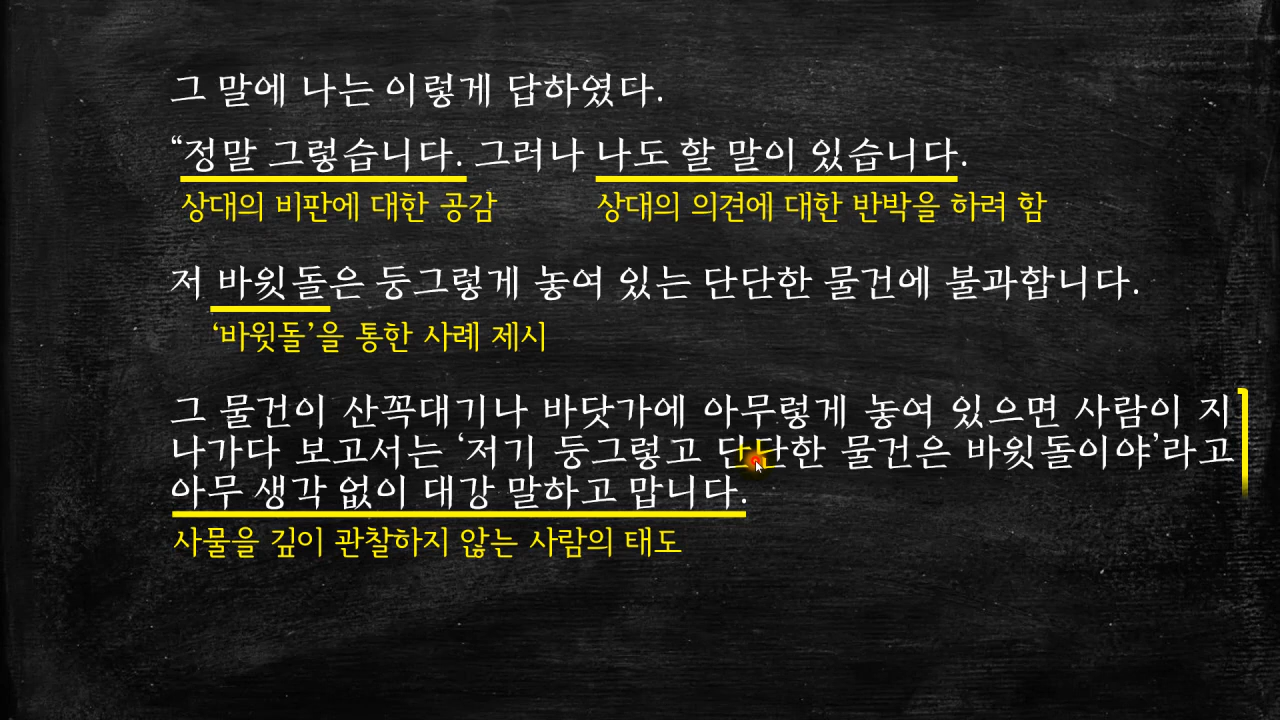 그 말에 나는 이렇게 답하였다.
“정말 그렇습니다. 그러나 나도 할 말이 있습니다.
상대의 비판에 대한 공감 상대의 의견에 대한 반박을 하려 함
저 바윗돌은 둥그렇게 놓여 있는 단단한 물건에 불과합니다.
‘바윗돌’을 통한 사례 제시
그 물건이 산꼭대기나 바닷가에 아무렇게 놓여 있으면 사람이 지
나가다 보고서는 ‘저기 둥그렇고 단단한 물건은 바윗돌이야’라고
아무 생각 없이 대강 말하고 맙니다.
사물을 깊이 관찰하지 않는 사람의 태도